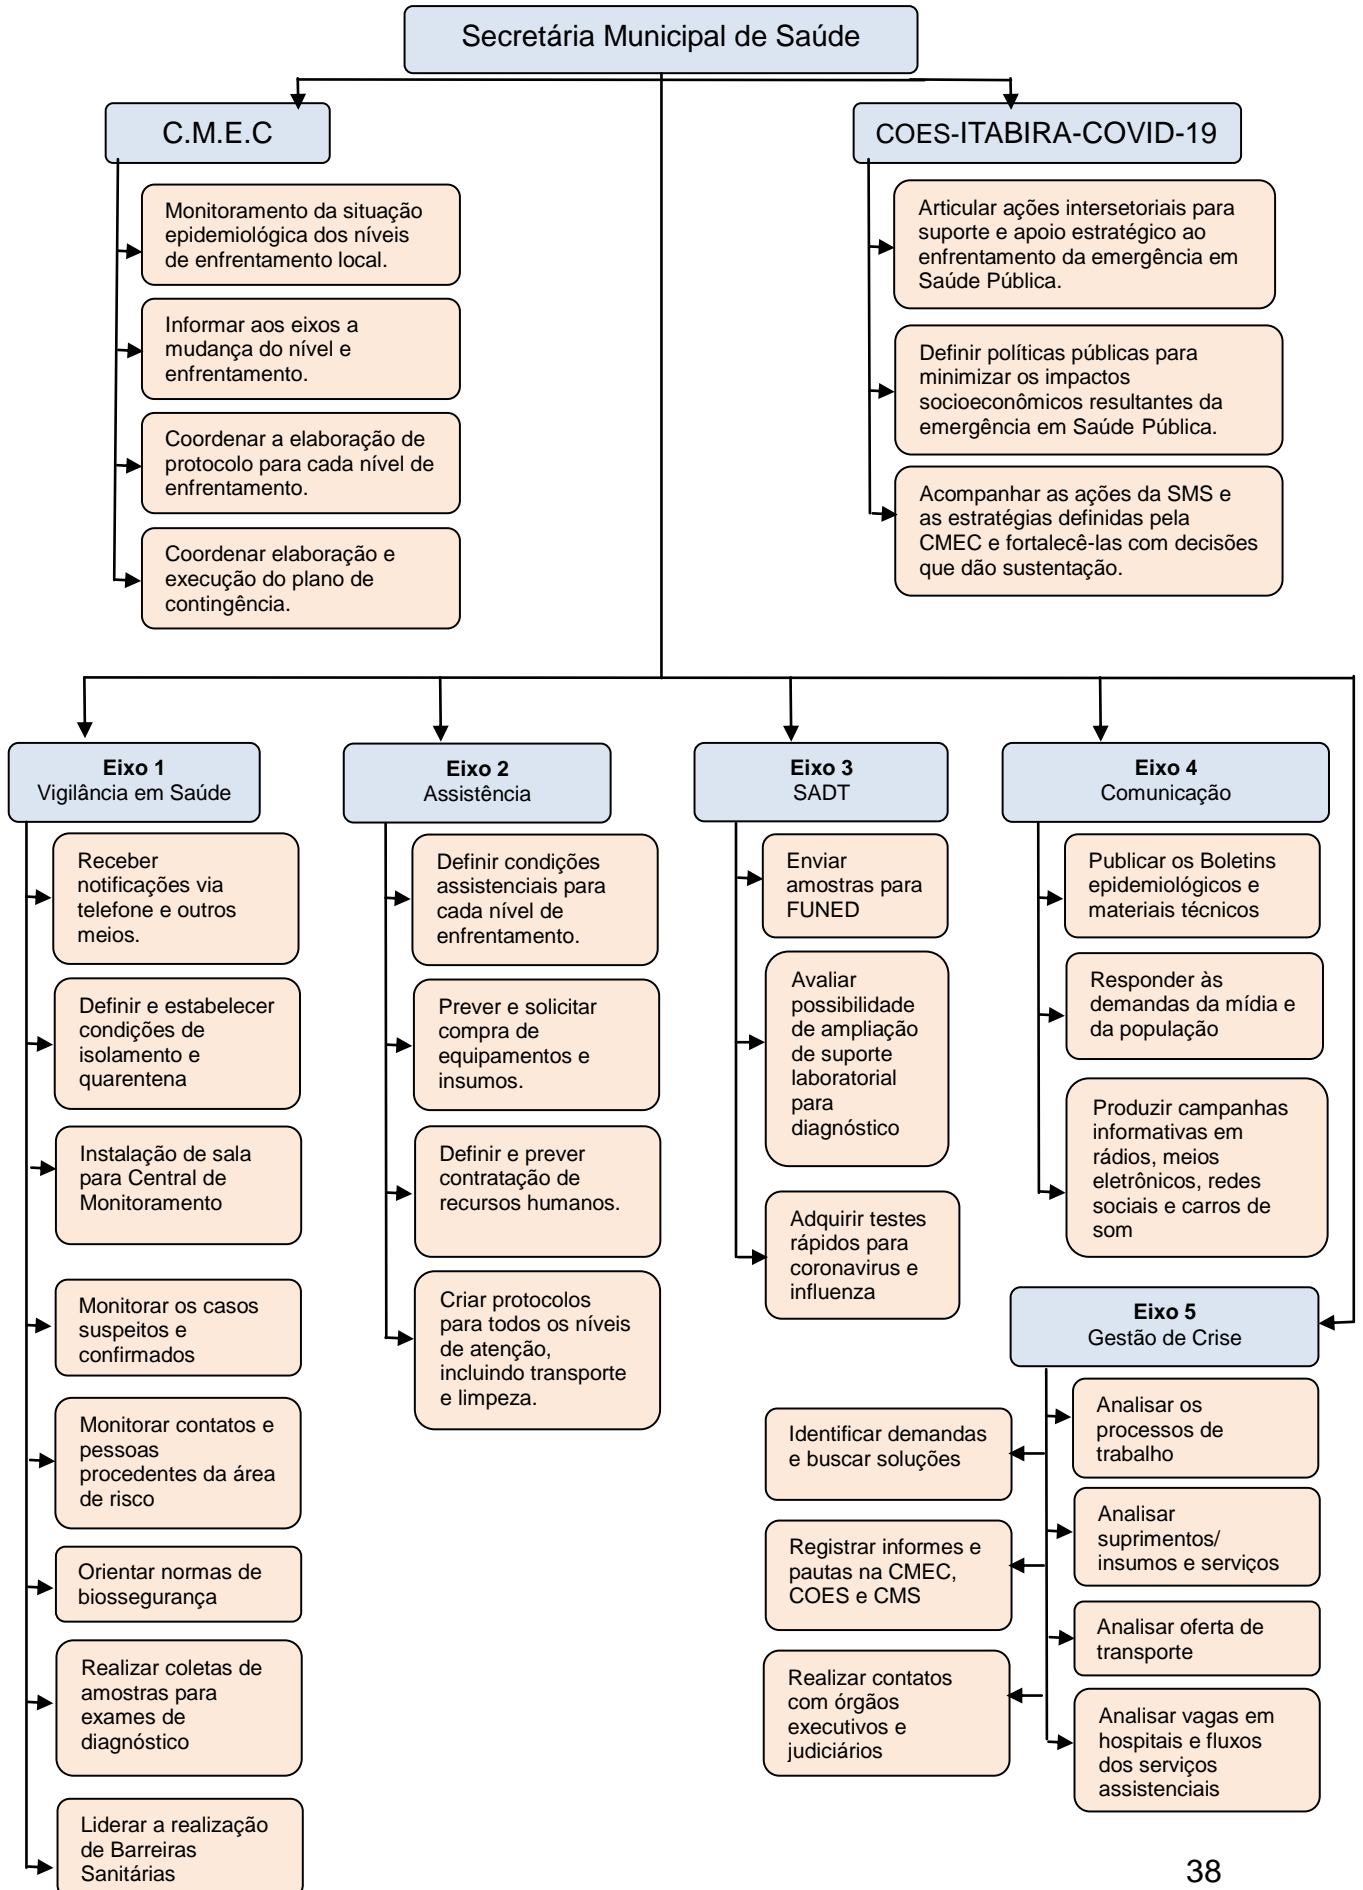 Secretária Municipal de Saúde
C.M.E.C
Monitoramento da situação
epidemiológica dos níveis
de enfrentamento local.
Informar aos eixos a
mudança do nível e
enfrentamento.
Coordenar a elaboração de
protocolo para cada nível de
enfrentamento.
Coordenar elaboração e
execução do plano de
contingência.
COES-ITABIRA-COVID-19
Articular ações intersetoriais para
suporte e apoio estratégico ao
enfrentamento da emergência em
Saúde Pública.
Definir políticas públicas para
minimizar os impactos
socioeconômicos resultantes da
emergência em Saúde Pública.
Acompanhar as ações da SMS e
as estratégias definidas pela
CMEC e fortalecê-las com decisões
que dão sustentação.
Eixo 1
Vigilância em Saúde
Receber
notificações via
telefone e outros
meios.
Definir e estabelecer
condições de
isolamento e
quarentena
Instalação de sala
para Central de
Monitoramento
Monitorar os casos
suspeitos e
confirmados
Monitorar contatos e
pessoas
procedentes da área
de risco
Orientar normas de
biossegurança
Realizar coletas de
amostras para
exames de
diagnóstico
Liderar a realização
de Barreiras
Sanitárias
Eixo 2
Assistência
Definir condições
assistenciais para
cada nível de
enfrentamento.
Prever e solicitar
compra de
equipamentos e
insumos.
Definir e prever
contratação de
recursos humanos.
Criar protocolos
para todos os níveis
de atenção,
incluindo transporte
e limpeza.
Eixo 3
SADT
Enviar
amostras para
FUNED
Avaliar
possibilidade
de ampliação
de suporte
laboratorial
para
diagnóstico
Adquirir testes
rápidos para
coronavirus e
influenza
Eixo 4
Comunicação
Publicar os Boletins
epidemiológicos e
materiais técnicos
Responder às
demandas da mídia e
da população
Produzir campanhas
informativas em
rádios, meios
eletrônicos, redes
sociais e carros de
som
Eixo 5
Gestão de Crise
Identificar demandas
e buscar soluções
Registrar informes e
pautas na CMEC,
COES e CMS
Realizar contatos
com órgãos
executivos e
judiciários
Analisar os
processos de
trabalho
Analisar
suprimentos/
insumos e serviços
Analisar oferta de
transporte
Analisar vagas em
hospitais e fluxos
dos serviços
assistenciais
38